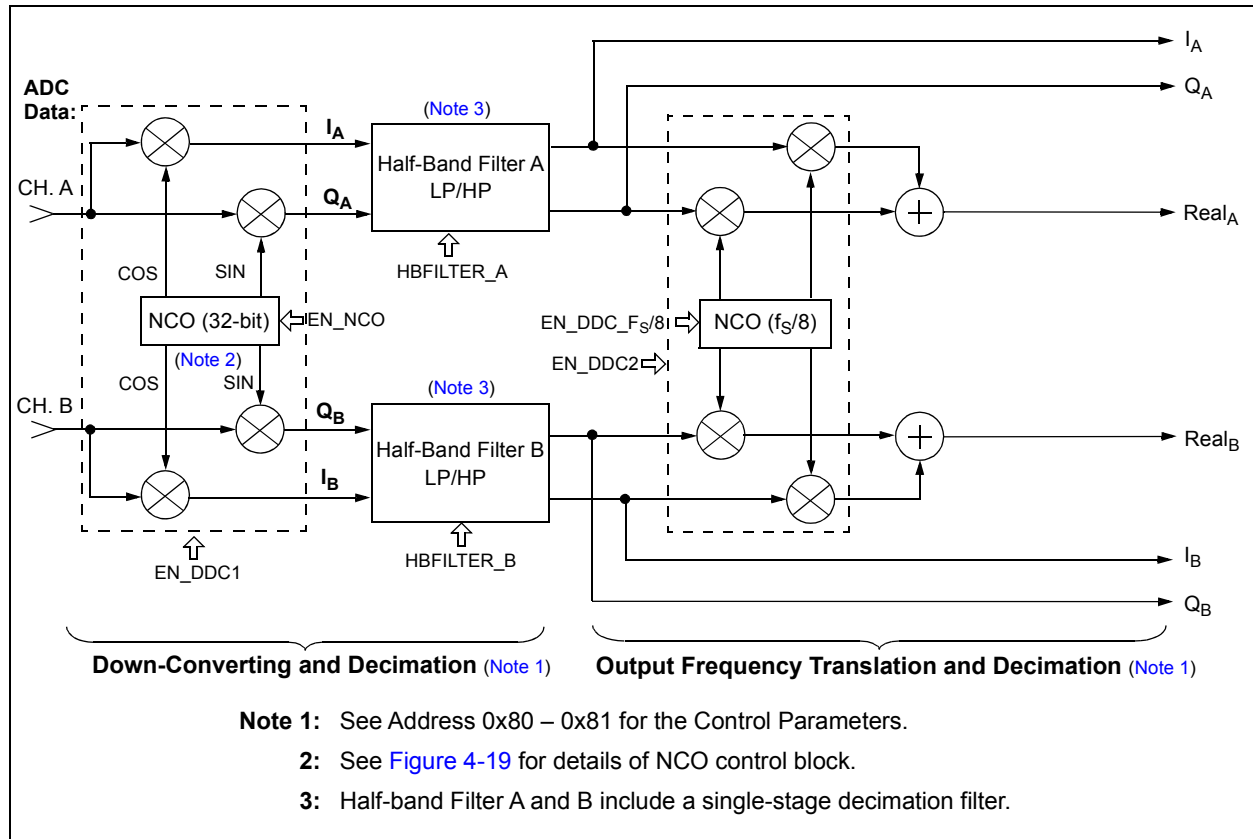 I_A
ADC
Data:
Q_A
(Note 3)
I_A
Half-Band Filter A
LP/HP
CH. A
Q_A
Real_A
COS
SIN
HBFILTER_A
NCO (32-bit)
EN_NCO
EN_DDC_F_S/8
NCO (f_S/8)
(Note 2)
EN_DDC2
COS
SIN
(Note 3)
CH. B
Q_B
Half-Band Filter B
LP/HP
Real_B
I_B
HBFILTER_B
I_B
EN_DDC1
Q_B
Down-Converting and Decimation (Note 1)
Output Frequency Translation and Decimation (Note 1)
Note 1: See Address 0x80 – 0x81 for the Control Parameters.
2: See Figure 4-19 for details of NCO control block.
3: Half-band Filter A and B include a single-stage decimation filter.